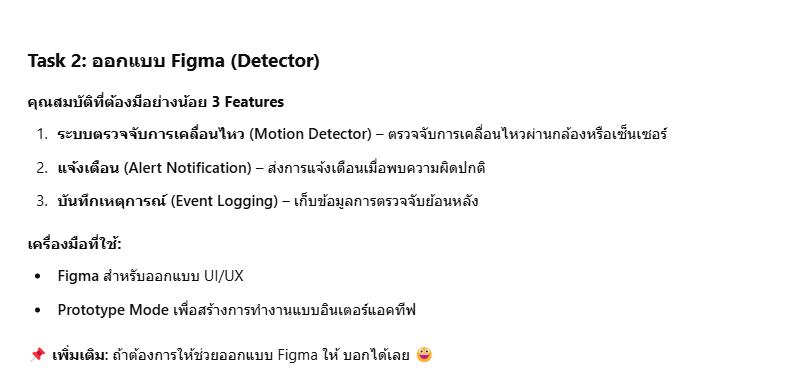 Task 2: ออกแบบ Figma (Detector)
คุณสมบัติที่ต้องมีอย่างน้อย 3 Features
1. ระบบตรวจจับการเคลื่อนไหว (Motion Detector) – ตรวจจับการเคลื่อนไหวผ่านกล้องหรือเซ็นเซอร์
2. แจ้งเตือน (Alert Notification) – ส่งการแจ้งเตือนเมื่อพบความผิดปกติ
3. บันทึกเหตุการณ์ (Event Logging) – เก็บข้อมูลการตรวจจับย้อนหลัง
เครื่องมือที่ใช้:
• Figma สำหรับออกแบบ UI/UX
• Prototype Mode เพื่อสร้างการทำงานแบบอินเตอร์แอคทีฟ
📌 เพิ่มเติม: ถ้าต้องการให้ช่วยออกแบบ Figma ให้ บอกได้เลย 😀